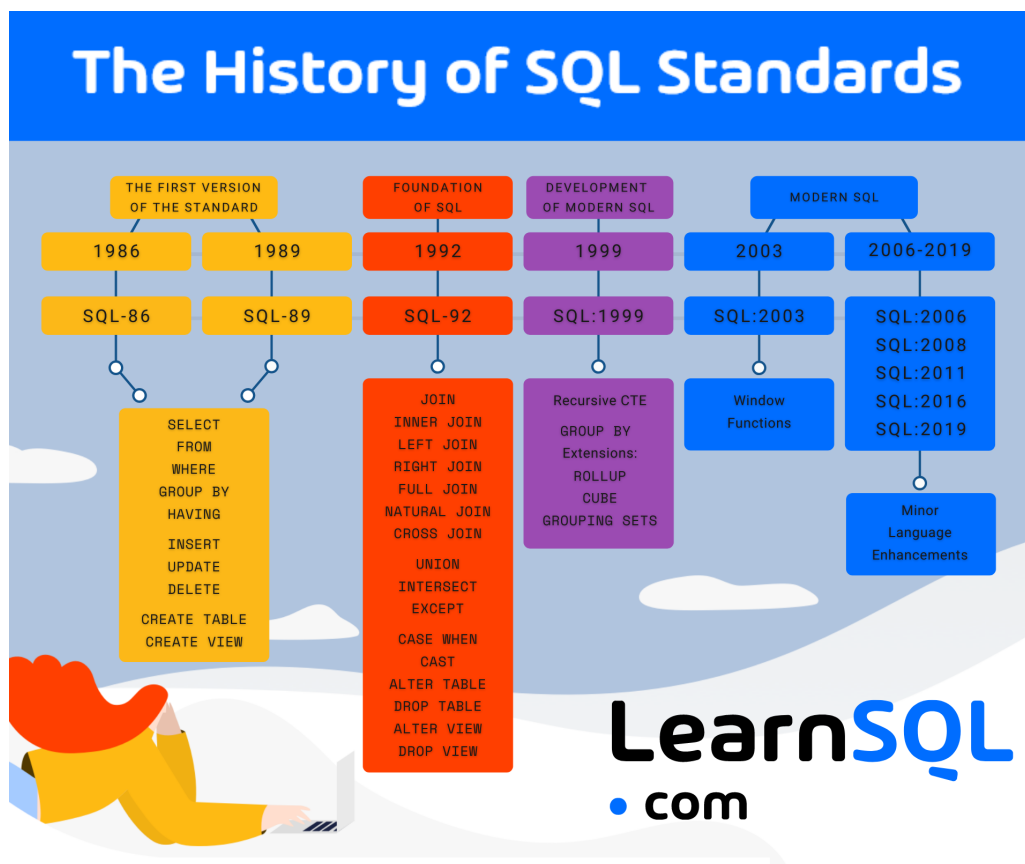 The History of SQL Standards
THE FIRST VERSION
OF THE STANDARD
FOUNDATION
OF SQL
DEVELOPMENT
OF MODERN SQL
MODERN SQL
1986
1989
1992
1999
2003
2006-2019
SQL-86
SQL-89
SQL-92
SQL:1999
SQL:2003
SQL:2006
SQL:2008
SQL:2011
SQL:2016
SQL:2019
SELECT
FROM
WHERE
GROUP BY
HAVING
INSERT
UPDATE
DELETE
CREATE TABLE
CREATE VIEW
JOIN
INNER JOIN
LEFT JOIN
RIGHT JOIN
FULL JOIN
NATURAL JOIN
CROSS JOIN
UNION
INTERSECT
EXCEPT
CASE WHEN
CAST
ALTER TABLE
DROP TABLE
ALTER VIEW
DROP VIEW
Recursive CTE
GROUP BY
Extensions:
ROLLUP
CUBE
GROUPING SETS
Window
Functions
Minor
Language
Enhancements
LearnSQL
• com